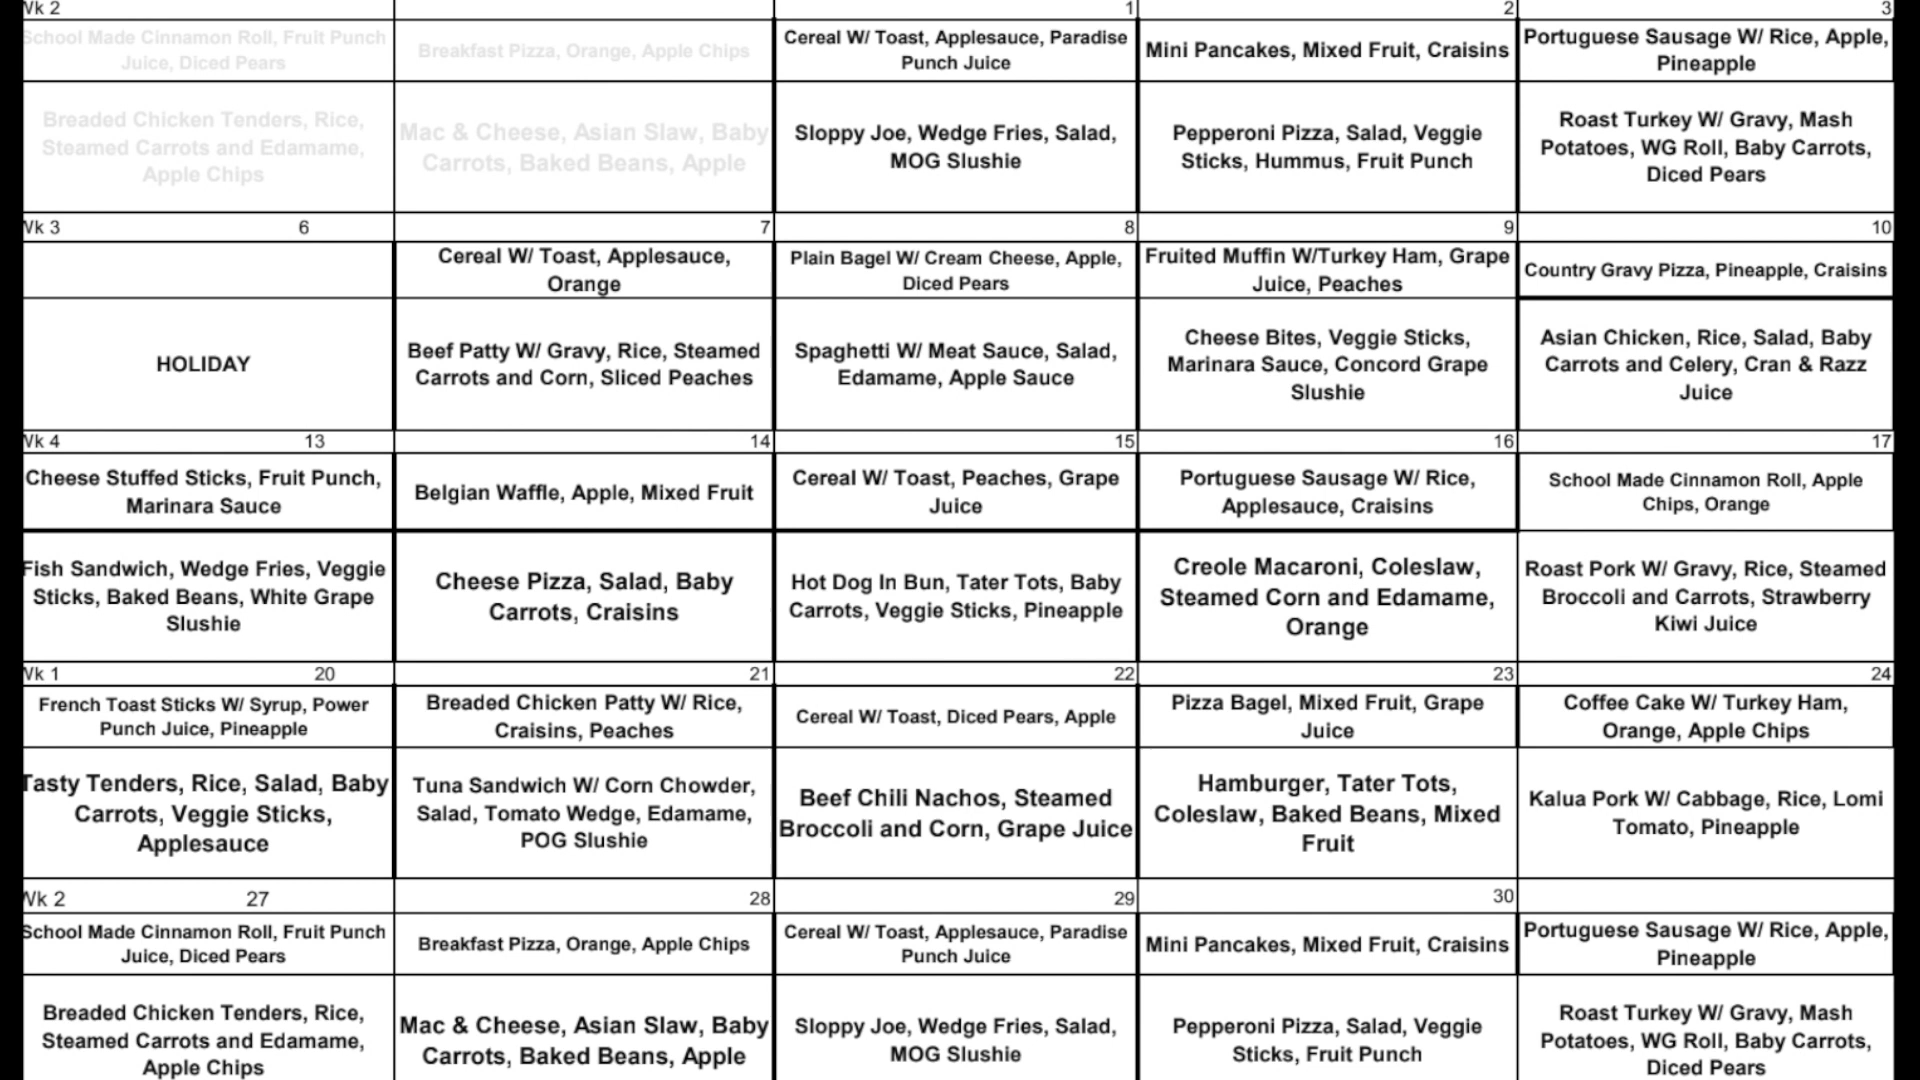 Wk 2
1
2
3
School Made Cinnamon Roll, Fruit Punch
Juice, Diced Pears
Breakfast Pizza, Orange, Apple Chips
Cereal W/ Toast, Applesauce, Paradise
Punch Juice
Mini Pancakes, Mixed Fruit, Craisins
Portuguese Sausage W/ Rice, Apple,
Pineapple
Breaded Chicken Tenders, Rice,
Steamed Carrots and Edamame,
Apple Chips
Mac & Cheese, Asian Slaw, Baby
Carrots, Baked Beans, Apple
Sloppy Joe, Wedge Fries, Salad,
MOG Slushie
Pepperoni Pizza, Salad, Veggie
Sticks, Hummus, Fruit Punch
Roast Turkey W/ Gravy, Mash
Potatoes, WG Roll, Baby Carrots,
Diced Pears
Wk 3
6
7
8
9
10
Cereal W/ Toast, Applesauce,
Orange
Plain Bagel W/ Cream Cheese, Apple,
Diced Pears
Fruited Muffin W/Turkey Ham, Grape
Juice, Peaches
Country Gravy Pizza, Pineapple, Craisins
HOLIDAY
Beef Patty W/ Gravy, Rice, Steamed
Carrots and Corn, Sliced Peaches
Spaghetti W/ Meat Sauce, Salad,
Edamame, Apple Sauce
Cheese Bites, Veggie Sticks,
Marinara Sauce, Concord Grape
Slushie
Asian Chicken, Rice, Salad, Baby
Carrots and Celery, Cran & Razz
Juice
Wk 4
13
14
15
16
17
Cheese Stuffed Sticks, Fruit Punch,
Marinara Sauce
Belgian Waffle, Apple, Mixed Fruit
Cereal W/ Toast, Peaches, Grape
Juice
Portuguese Sausage W/ Rice,
Applesauce, Craisins
School Made Cinnamon Roll, Apple
Chips, Orange
Fish Sandwich, Wedge Fries, Veggie
Sticks, Baked Beans, White Grape
Slushie
Cheese Pizza, Salad, Baby
Carrots, Craisins
Hot Dog In Bun, Tater Tots, Baby
Carrots, Veggie Sticks, Pineapple
Creole Macaroni, Coleslaw,
Steamed Corn and Edamame,
Orange
Roast Pork W/ Gravy, Rice, Steamed
Broccoli and Carrots, Strawberry
Kiwi Juice
Wk 1
20
21
22
23
24
French Toast Sticks W/ Syrup, Power
Punch Juice, Pineapple
Breaded Chicken Patty W/ Rice,
Craisins, Peaches
Cereal W/ Toast, Diced Pears, Apple
Pizza Bagel, Mixed Fruit, Grape
Juice
Coffee Cake W/ Turkey Ham,
Orange, Apple Chips
Tasty Tenders, Rice, Salad, Baby
Carrots, Veggie Sticks,
Applesauce
Tuna Sandwich W/ Corn Chowder,
Salad, Tomato Wedge, Edamame,
POG Slushie
Beef Chili Nachos, Steamed
Broccoli and Corn, Grape Juice
Hamburger, Tater Tots,
Coleslaw, Baked Beans, Mixed
Fruit
Kalua Pork W/ Cabbage, Rice, Lomi
Tomato, Pineapple
Wk 2
27
28
29
30
School Made Cinnamon Roll, Fruit Punch
Juice, Diced Pears
Breakfast Pizza, Orange, Apple Chips
Cereal W/ Toast, Applesauce, Paradise
Punch Juice
Mini Pancakes, Mixed Fruit, Craisins
Portuguese Sausage W/ Rice, Apple,
Pineapple
Breaded Chicken Tenders, Rice,
Steamed Carrots and Edamame,
Apple Chips
Mac & Cheese, Asian Slaw, Baby
Carrots, Baked Beans, Apple
Sloppy Joe, Wedge Fries, Salad,
MOG Slushie
Pepperoni Pizza, Salad, Veggie
Sticks, Fruit Punch
Roast Turkey W/ Gravy, Mash
Potatoes, WG Roll, Baby Carrots,
Diced Pears